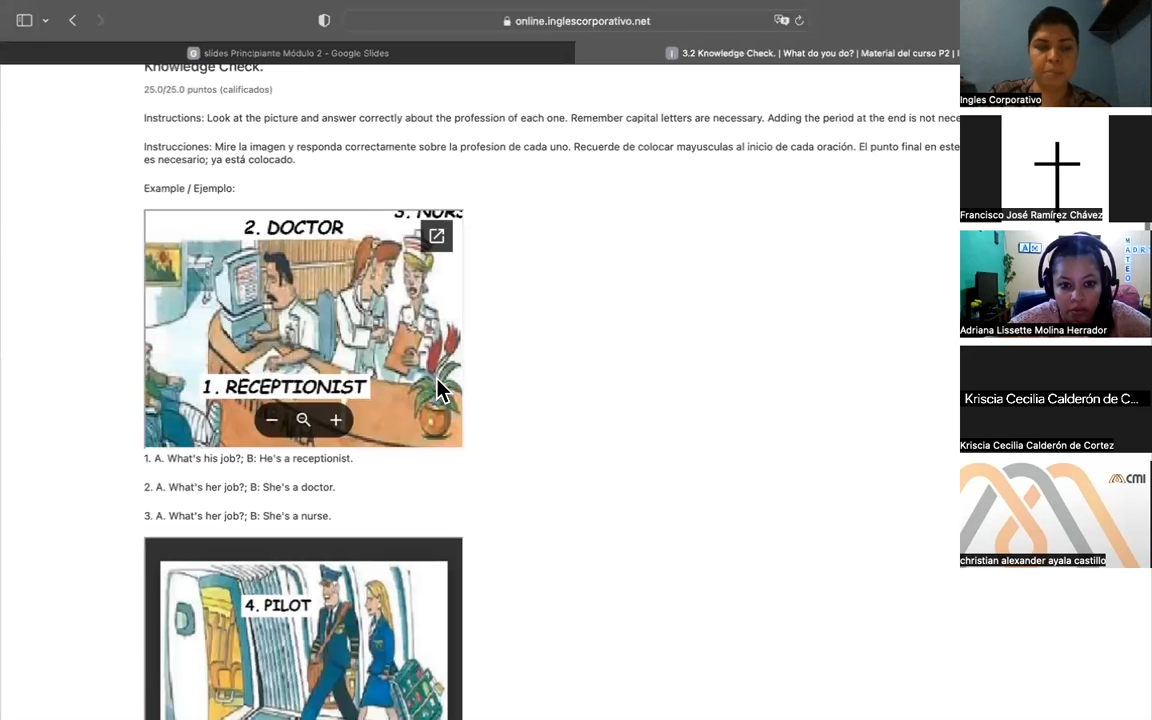 online.inglescorporativo.net
slides Principiante Módulo 2 - Google Slides
3.2 Knowledge Check. | What do you do? | Material del curso P2 | I
Knowledge Check.
25.0/25.0 puntos (calificados)
Instructions: Look at the picture and answer correctly about the profession of each one. Remember capital letters are necessary. Adding the period at the end is not nece
Instrucciones: Mire la imagen y responda correctamente sobre la profesion de cada uno. Recuerde de colocar mayusculas al inicio de cada oración. El punto final en este
es necesario; ya está colocado.
Example / Ejemplo:
3. NURS
2. DOCTOR
1. RECEPTIONIST
1. A. What's his job?; B: He's a receptionist.
2. A. What's her job?; B: She's a doctor.
3. A. What's her job?; B: She's a nurse.
4. PILOT
Ingles Corporativo
Francisco José Ramírez Chávez
AM
MADR
ATEO
Adriana Lissette Molina Herrador
Kriscia Cecilia Calderón de C...
Kriscia Cecilia Calderón de Cortez
CMI
christian alexander ayala castillo